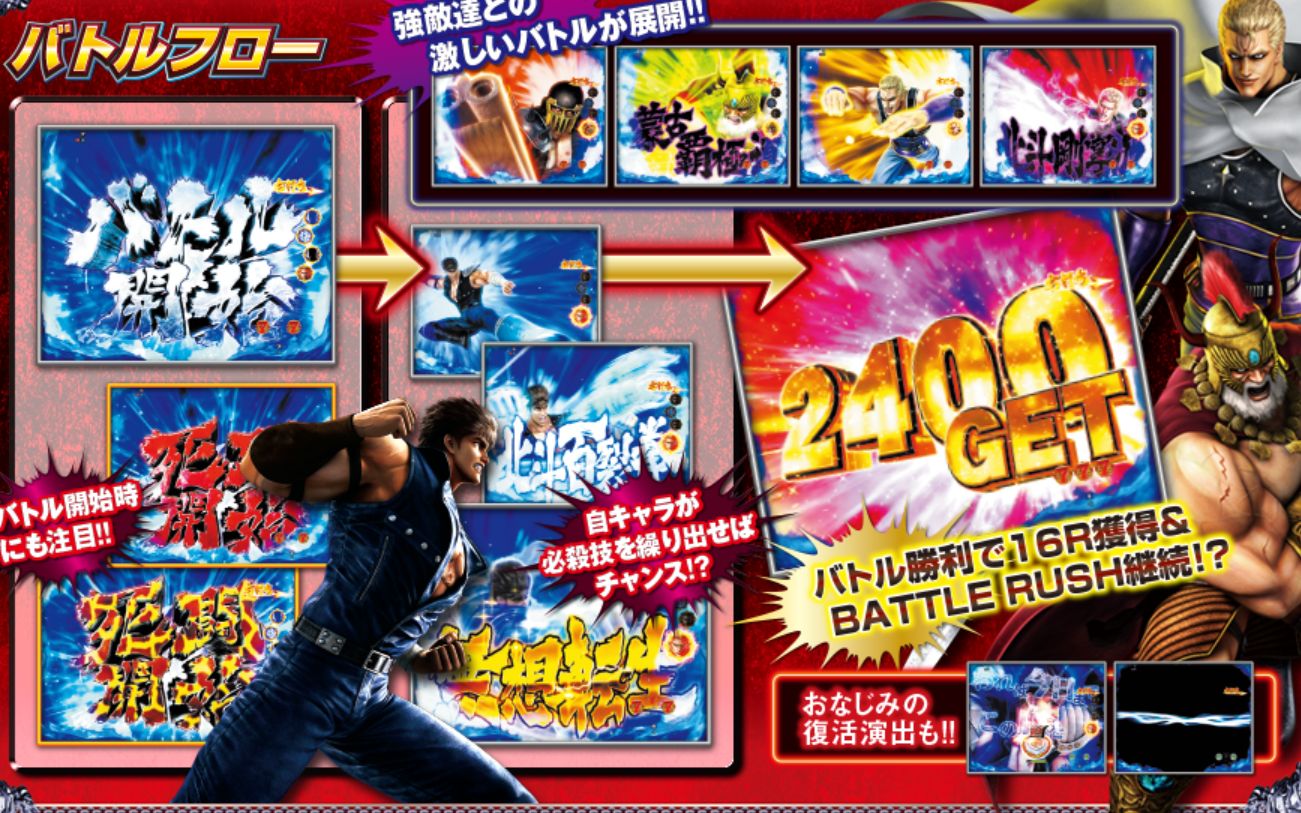 バトルフロー
強敵達との
激しいバトルが展開!!
蒙古
覇極
北斗剛掌
バトル
開始
死闘
開始
バトル開始時
にも注目!!
死闘
開始
北斗百裂拳
自キャラが
必殺技を繰り出せば
チャンス!?
無想転生
2400
GET
バトル勝利で16R獲得&
BATTLE RUSH継続!?
おなじみの
復活演出も!!